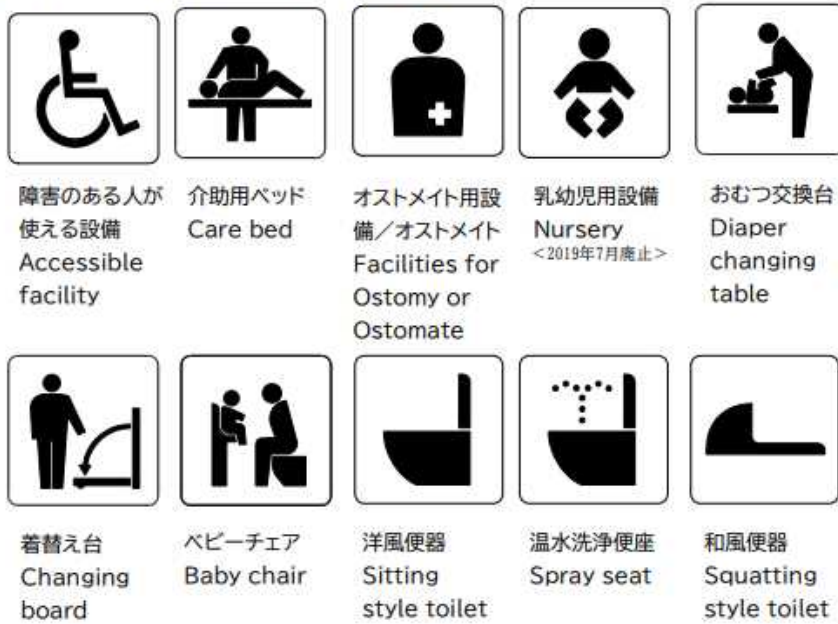 障害のある人が
使える設備
Accessible
facility
介助用ベッド
Care bed
オストメイト用設
備／オストメイト
Facilities for
Ostomy or
Ostomate
乳幼児用設備
Nursery
＜2019年7月廃止＞
おむつ交換台
Diaper
changing
table
着替え台
Changing
board
ベビーチェア
Baby chair
洋風便器
Sitting
style toilet
温水洗浄便座
Spray seat
和風便器
Squatting
style toilet